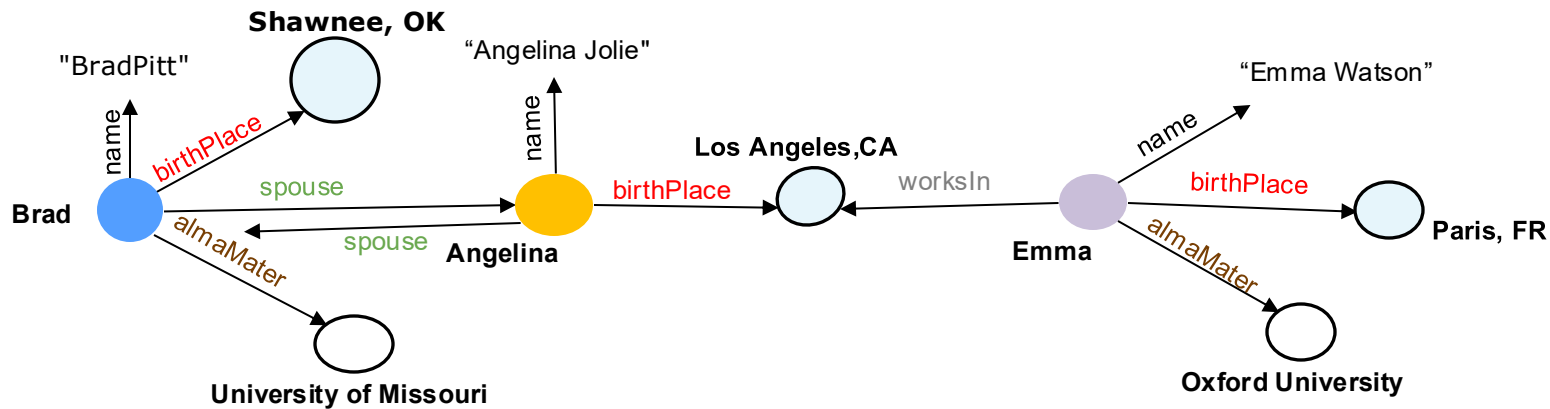 Shawnee, OK
"BradPitt"
“Angelina Jolie"
“Emma Watson”
name
birthPlace
name
name
Los Angeles,CA
spouse
birthPlace
worksIn
birthPlace
Brad
almaMater
spouse
Angelina
Emma
almaMater
Paris, FR
University of Missouri
Oxford University